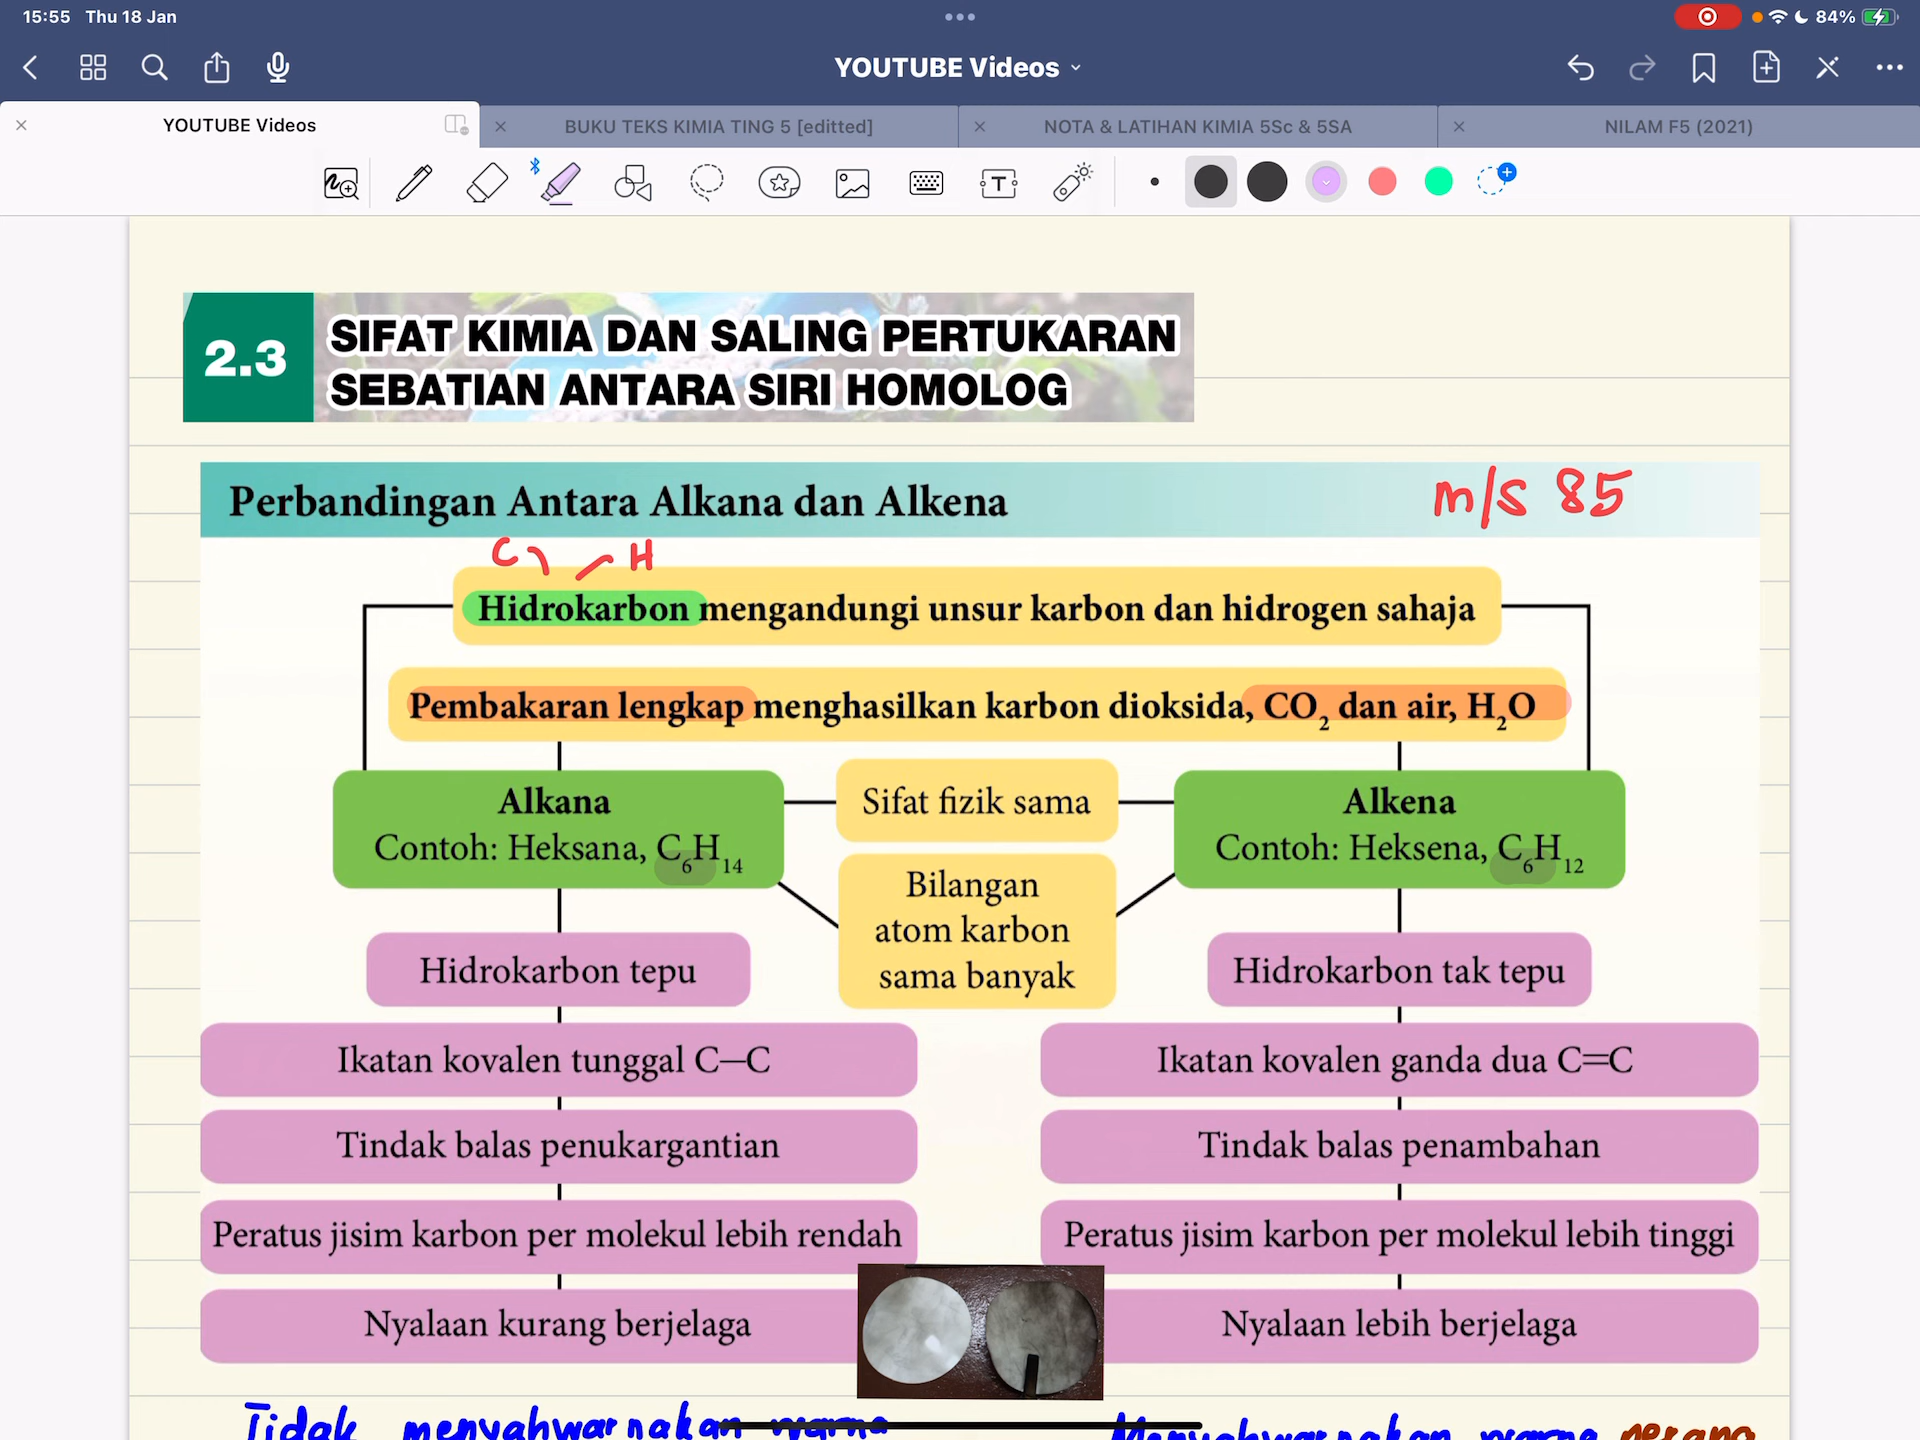 15:55 Thu 18 Jan
84%
YOUTUBE Videos
YOUTUBE Videos
BUKU TEKS KIMIA TING 5 [editted]
NOTA & LATIHAN KIMIA 5Sc & 5SA
NILAM F5 (2021)
2.3
SIFAT KIMIA DAN SALING PERTUKARAN
SEBATIAN ANTARA SIRI HOMOLOG
Perbandingan Antara Alkana dan Alkena
m/s 85
C H
Hidrokarbon mengandungi unsur karbon dan hidrogen sahaja
Pembakaran lengkap menghasilkan karbon dioksida, CO₂ dan air, H₂O
Alkana
Contoh: Heksana, C₆H₁₄
Sifat fizik sama
Alkena
Contoh: Heksena, C₆H₁₂
Bilangan
atom karbon
sama banyak
Hidrokarbon tepu
Hidrokarbon tak tepu
Ikatan kovalen tunggal C—C
Ikatan kovalen ganda dua C=C
Tindak balas penukargantian
Tindak balas penambahan
Peratus jisim karbon per molekul lebih rendah
Peratus jisim karbon per molekul lebih tinggi
Nyalaan kurang berjelaga
Nyalaan lebih berjelaga
Tidak menyahwarnakan warna
Menyahwarnakan warna perang